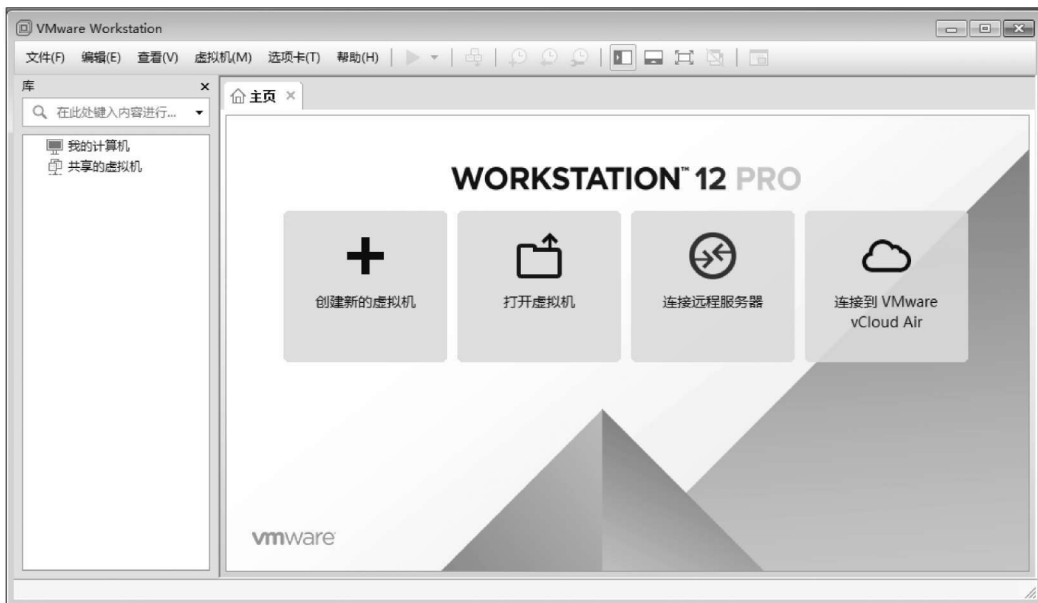 VMware Workstation
文件(F) 编辑(E) 查看(V) 虚拟机(M) 选项卡(T) 帮助(H)
库
在此处键入内容进行...
我的计算机
共享的虚拟机
主页
WORKSTATION™ 12 PRO
创建新的虚拟机
打开虚拟机
连接远程服务器
连接到 VMware
vCloud Air
vmware